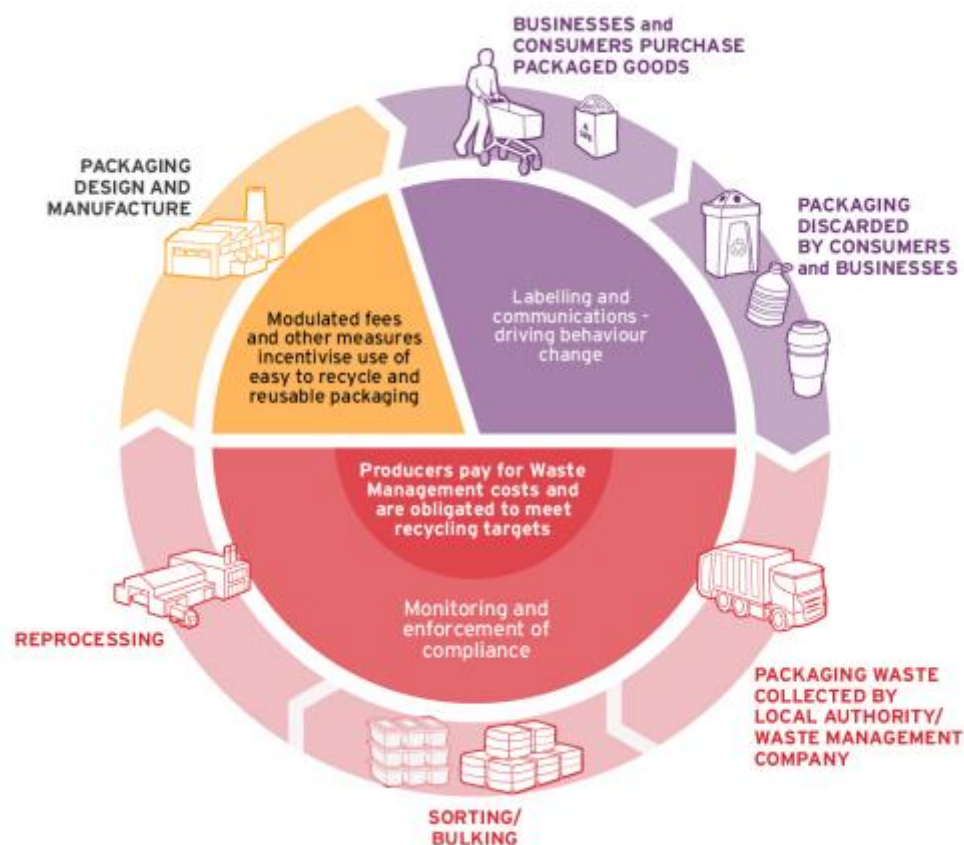 BUSINESSES and
CONSUMERS PURCHASE
PACKAGED GOODS
PACKAGING
DESIGN AND
MANUFACTURE
PACKAGING
DISCARDED
BY CONSUMERS
and BUSINESSES
Modulated fees
and other measures
incentivise use of
easy to recycle and
reusable packaging
Labelling and
communications -
driving behaviour
change
Producers pay for Waste
Management costs and
are obligated to meet
recycling targets
Monitoring and
enforcement of
compliance
REPROCESSING
PACKAGING WASTE
COLLECTED BY
LOCAL AUTHORITY/
WASTE MANAGEMENT
COMPANY
SORTING/
BULKING